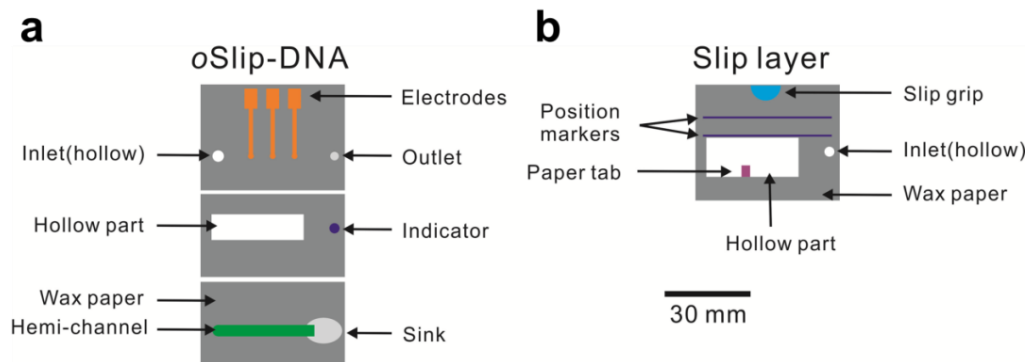 a
oSlip-DNA
Electrodes
Inlet(hollow)
Outlet
Hollow part
Indicator
Wax paper
Hemi-channel
Sink
b
Slip layer
Slip grip
Position
markers
Inlet(hollow)
Paper tab
Wax paper
Hollow part
30 mm